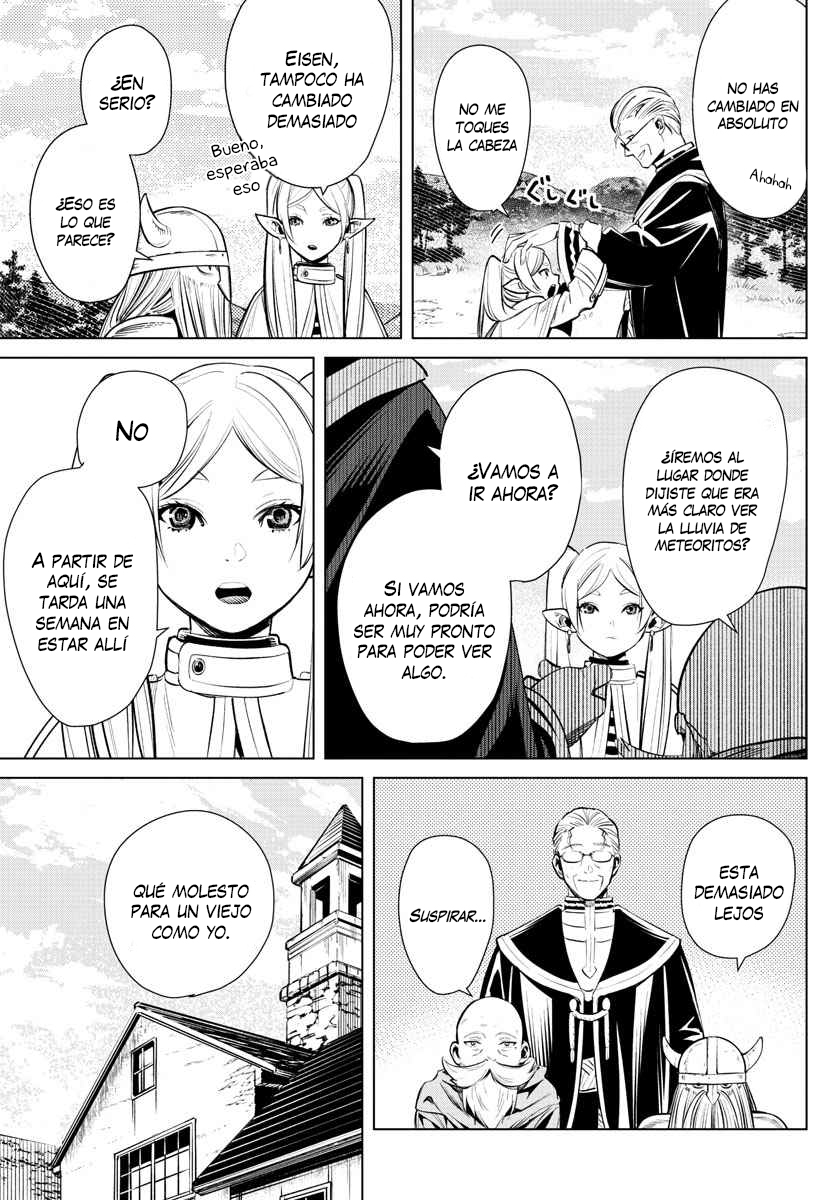 NO HAS
CAMBIADO EN
ABSOLUTO
Ahahah
NO ME
TOQUES
LA CABEZA
ぐしぐし
EISEN,
TAMPOCO HA
CAMBIADO
DEMASIADO
Bueno,
esperaba
eso
¿EN
SERIO?
¿ESO ES
LO QUE
PARECE?
¿IREMOS AL
LUGAR DONDE
DIJISTE QUE ERA
MÁS CLARO VER
LA LLUVIA DE
METEORITOS?
¿VAMOS A
IR AHORA?
SI VAMOS
AHORA, PODRÍA
SER MUY PRONTO
PARA PODER VER
ALGO.
NO
A PARTIR DE
AQUÍ, SE
TARDA UNA
SEMANA EN
ESTAR ALLÍ
ESTA
DEMASIADO
LEJOS
SUSPIRAR...
QUÉ MOLESTO
PARA UN VIEJO
COMO YO.